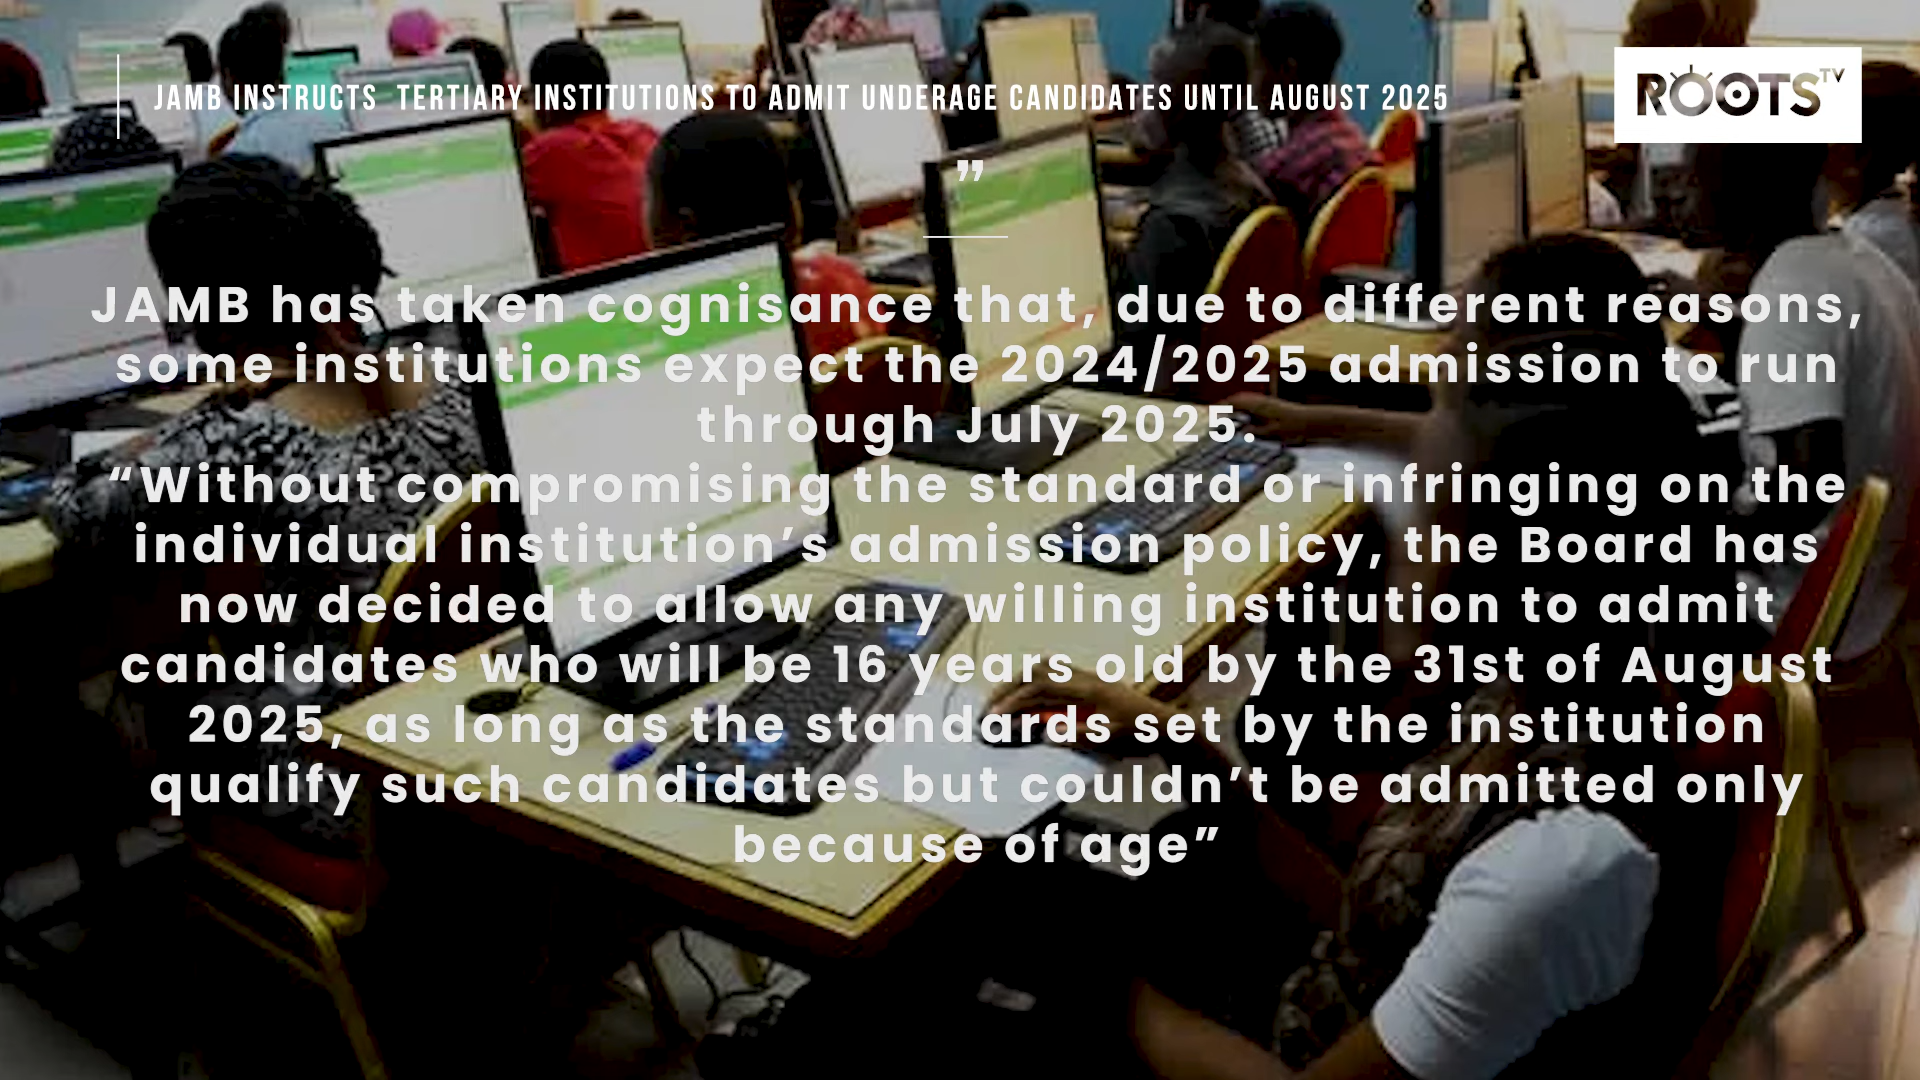 JAMB INSTRUCTS TERTIARY INSTITUTIONS TO ADMIT UNDERAGE CANDIDATES UNTIL AUGUST 2025
ROOTS TV
”
JAMB has taken cognisance that, due to different reasons,
some institutions expect the 2024/2025 admission to run
through July 2025.
“Without compromising the standard or infringing on the
individual institution’s admission policy, the Board has
now decided to allow any willing institution to admit
candidates who will be 16 years old by the 31st of August
2025, as long as the standards set by the institution
qualify such candidates but couldn’t be admitted only
because of age”